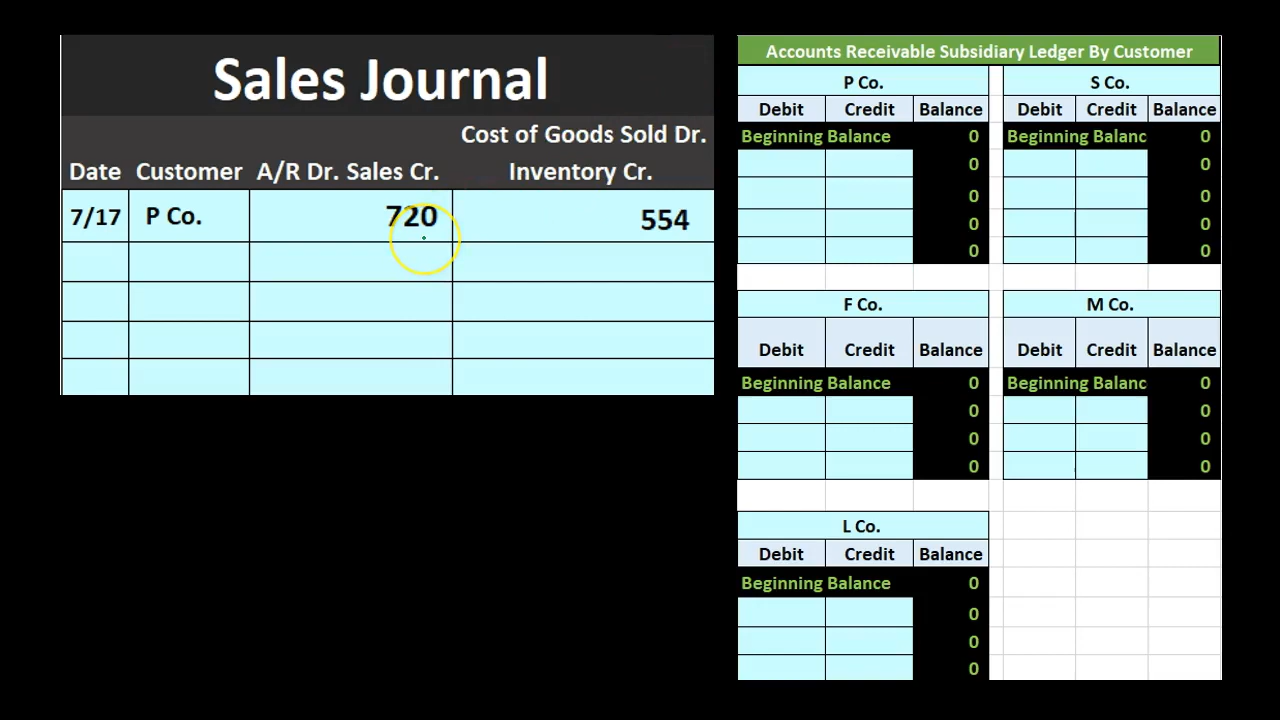 Sales Journal
Cost of Goods Sold Dr.
Date Customer A/R Dr. Sales Cr. Inventory Cr.
7/17 P Co. 720 554
Accounts Receivable Subsidiary Ledger By Customer
P Co. S Co.
Debit Credit Balance Debit Credit Balance
Beginning Balance 0 Beginning Balanc 0
0 0
0 0
0 0
0 0
F Co. M Co.
Debit Credit Balance Debit Credit Balance
Beginning Balance 0 Beginning Balanc 0
0 0
0 0
0 0
L Co.
Debit Credit Balance
Beginning Balance 0
0
0
0